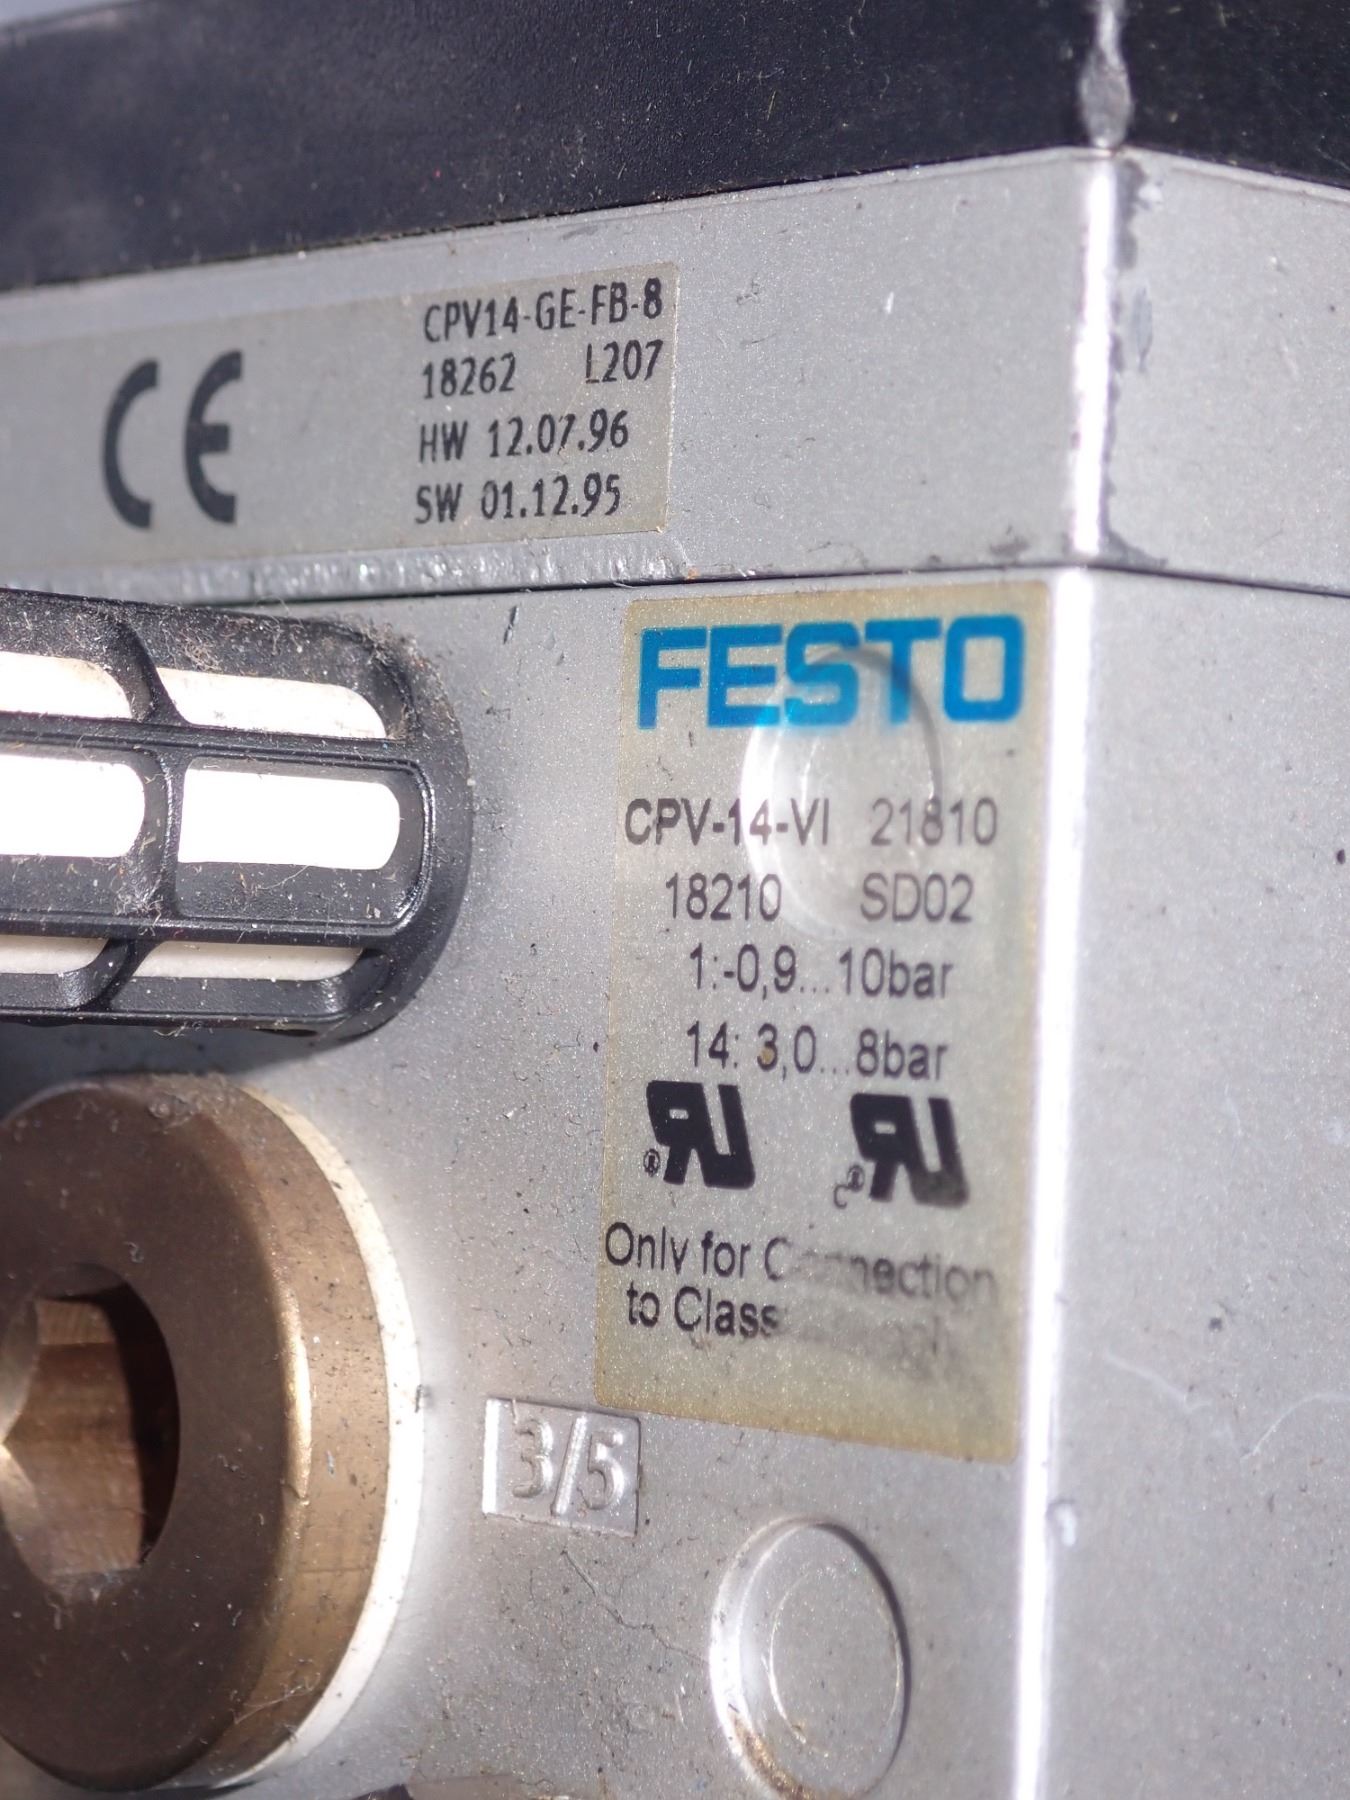 CPV14-GE-FB-8
CE
18262 L207
HW 12.07.96
SW 01.12.95
FESTO
CPV-14-VI 21810
18210 SD02
1:-0,9...10bar
14: 3,0...8bar
Only for Connection
to Class
3/5